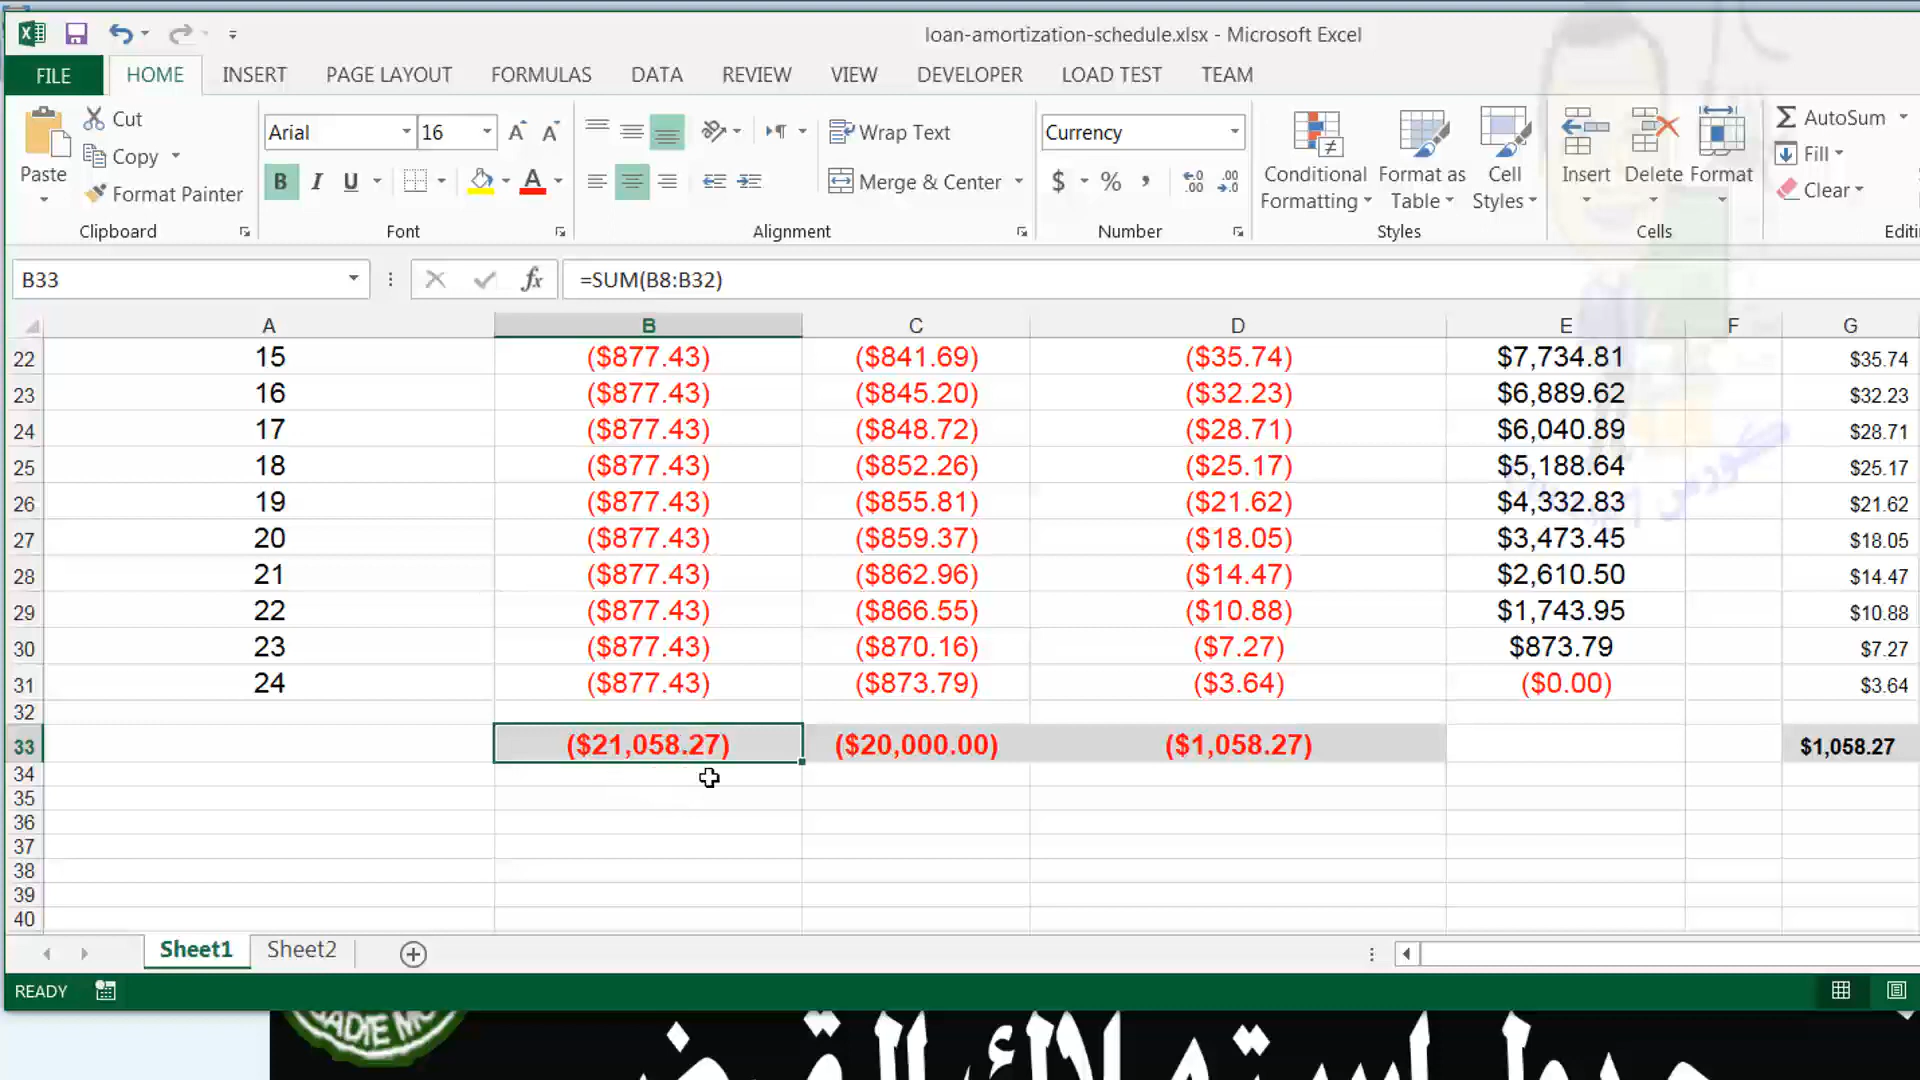 loan-amortization-schedule.xlsx - Microsoft Excel
FILE HOME INSERT PAGE LAYOUT FORMULAS DATA REVIEW VIEW DEVELOPER LOAD TEST TEAM
Paste
Cut
Copy
Format Painter
Clipboard
Arial 16
B I U
Font
Wrap Text
Merge & Center
Alignment
Currency
$ % ,
Number
Conditional Formatting
Format as Table
Cell Styles
Styles
Insert Delete Format
Cells
AutoSum
Fill
Clear
B33 =SUM(B8:B32)
A B C D E F G
22 15 ($877.43) ($841.69) ($35.74) $7,734.81 $35.74
23 16 ($877.43) ($845.20) ($32.23) $6,889.62 $32.23
24 17 ($877.43) ($848.72) ($28.71) $6,040.89 $28.71
25 18 ($877.43) ($852.26) ($25.17) $5,188.64 $25.17
26 19 ($877.43) ($855.81) ($21.62) $4,332.83 $21.62
27 20 ($877.43) ($859.37) ($18.05) $3,473.45 $18.05
28 21 ($877.43) ($862.96) ($14.47) $2,610.50 $14.47
29 22 ($877.43) ($866.55) ($10.88) $1,743.95 $10.88
30 23 ($877.43) ($870.16) ($7.27) $873.79 $7.27
31 24 ($877.43) ($873.79) ($3.64) ($0.00) $3.64
32
33 ($21,058.27) ($20,000.00) ($1,058.27) $1,058.27
34
35
36
37
38
39
40
Sheet1 Sheet2
READY